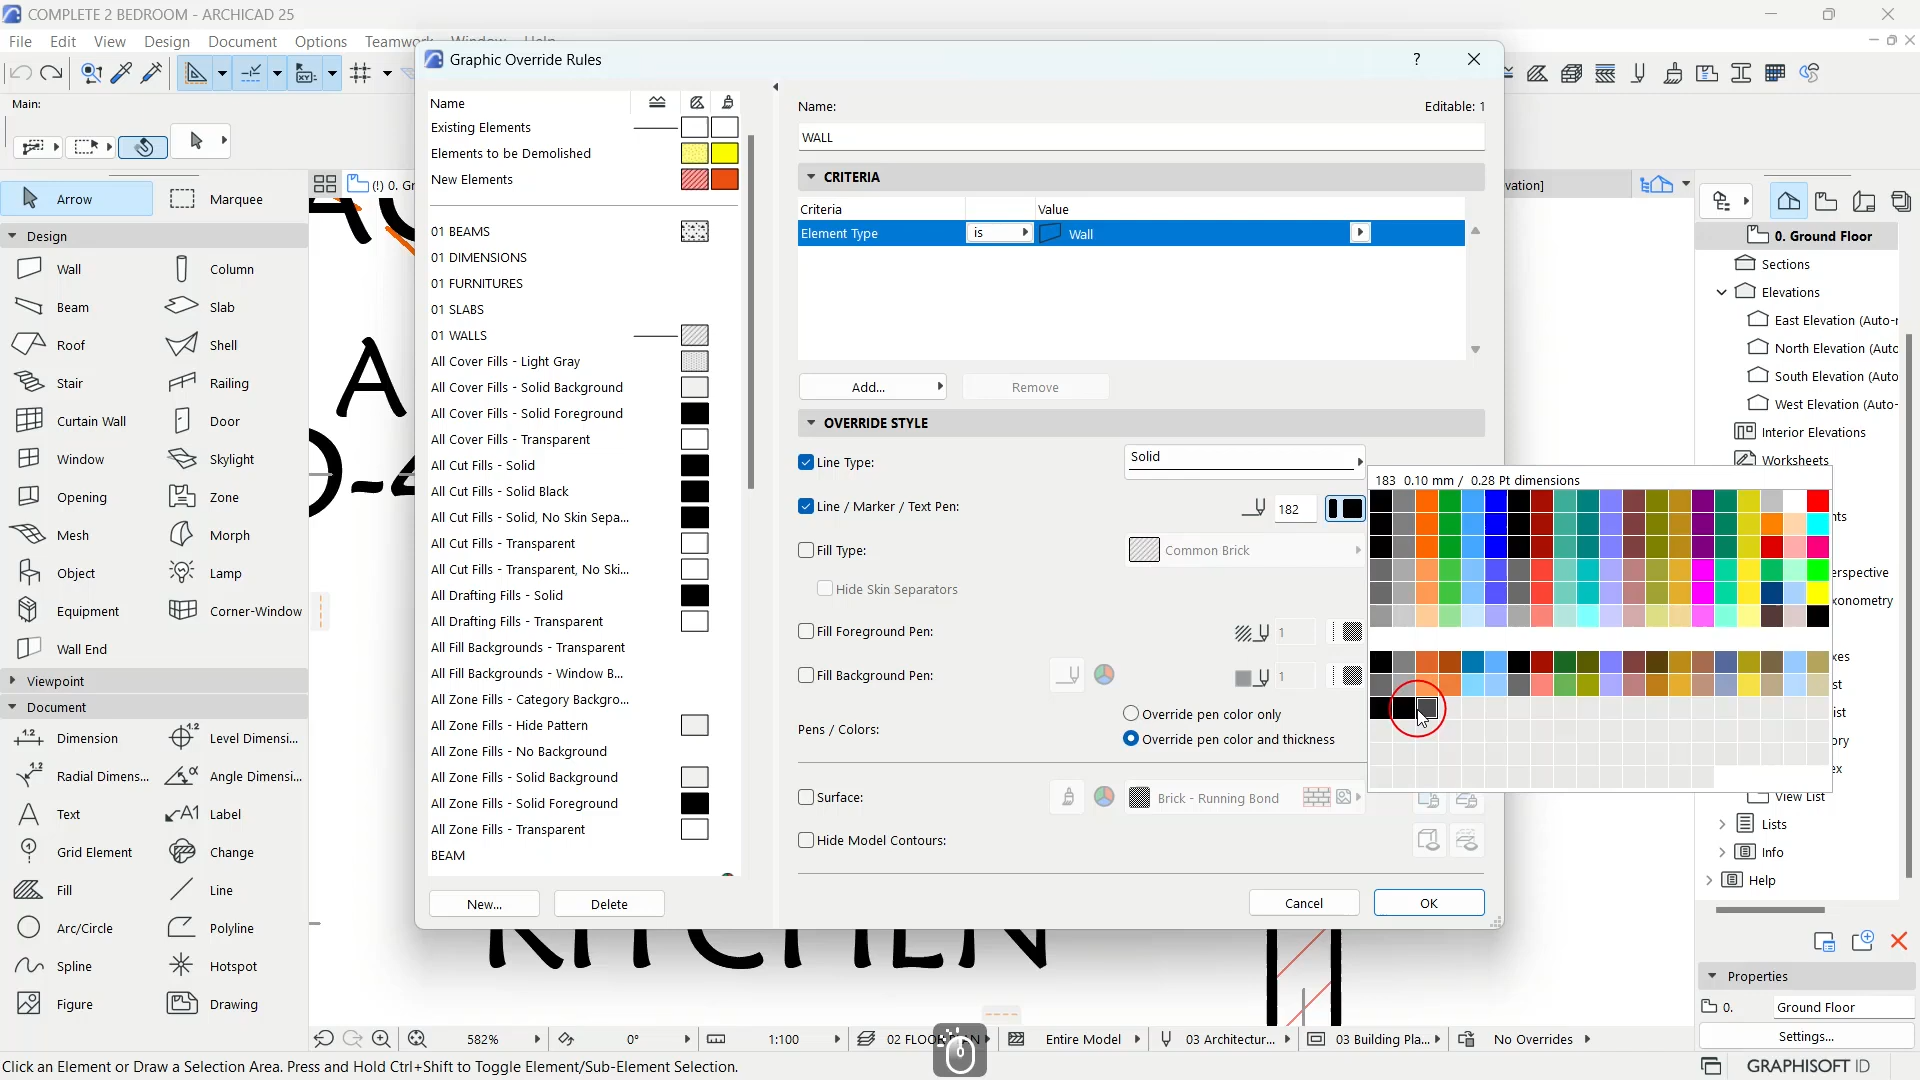 COMPLETE 2 BEDROOM - ARCHICAD 25
File Edit View Design Document Options Teamwork Window Help
Graphic Override Rules
Main:
Name
Name:
Editable: 1
Existing Elements
WALL
Elements to be Demolished
New Elements
CRITERIA
Arrow
Marquee
(!) 0. Gr
vation]
Criteria
Value
Design
01 BEAMS
Element Type is Wall
0. Ground Floor
Wall
Column
01 DIMENSIONS
Sections
Beam
Slab
01 FURNITURES
Elevations
01 SLABS
East Elevation (Auto-r
Roof
Shell
01 WALLS
North Elevation (Autc
All Cover Fills - Light Gray
South Elevation (Auto
Stair
Railing
All Cover Fills - Solid Background
Add...
Remove
West Elevation (Auto-
Curtain Wall
Door
All Cover Fills - Solid Foreground
OVERRIDE STYLE
Interior Elevations
All Cover Fills - Transparent
Window
Skylight
All Cut Fills - Solid
Line Type:
Solid
Worksheets
183 0.10 mm / 0.28 Pt dimensions
Opening
Zone
All Cut Fills - Solid Black
Line / Marker / Text Pen:
182
nts
All Cut Fills - Solid, No Skin Sepa...
Mesh
Morph
All Cut Fills - Transparent
Fill Type:
Common Brick
Object
Lamp
All Cut Fills - Transparent, No Ski...
erspective
Hide Skin Separators
All Drafting Fills - Solid
xonometry
Equipment
Corner-Window
All Drafting Fills - Transparent
Fill Foreground Pen:
1
Wall End
All Fill Backgrounds - Transparent
xes
All Fill Backgrounds - Window B...
Fill Background Pen:
1
Viewpoint
st
All Zone Fills - Category Backgro...
Document
Override pen color only
ist
All Zone Fills - Hide Pattern
Pens / Colors:
Override pen color and thickness
Dimension
Level Dimensi...
ory
All Zone Fills - No Background
Radial Dimens...
Angle Dimensi...
All Zone Fills - Solid Background
ex
Surface:
Brick - Running Bond
View List
All Zone Fills - Solid Foreground
Text
Label
All Zone Fills - Transparent
Lists
Hide Model Contours:
Grid Element
Change
BEAM
Info
Help
Fill
Line
New...
Delete
Cancel
OK
Arc/Circle
Polyline
KITCHEN
Spline
Hotspot
Properties
Figure
Drawing
0.
Ground Floor
582%
0°
1:100
02 FLOO
N
Entire Model
03 Architectur...
03 Building Pla...
No Overrides
Settings...
Click an Element or Draw a Selection Area. Press and Hold Ctrl+Shift to Toggle Element/Sub-Element Selection.
GRAPHISOFT ID